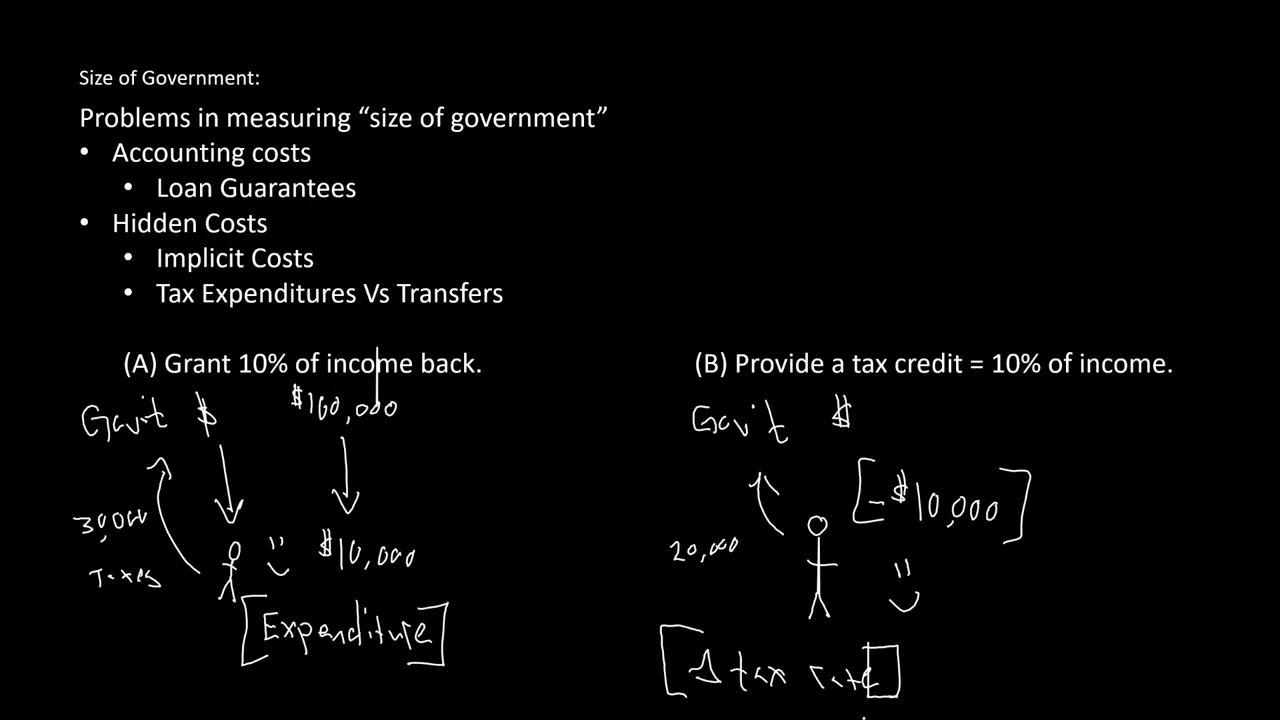 Size of Government:
Problems in measuring “size of government”
• Accounting costs
• Loan Guarantees
• Hidden Costs
• Implicit Costs
• Tax Expenditures Vs Transfers
(A) Grant 10% of income back.
(B) Provide a tax credit = 10% of income.
Gov't $ $100,000
30,000
Taxes
$10,000
[Expenditure]
Gov't $
[-$10,000]
20,000
[↓ tax rate]